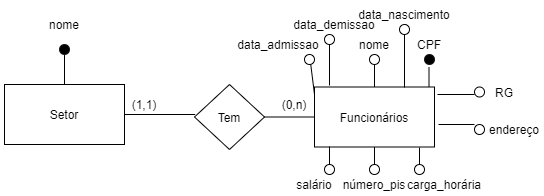 data_nascimento
nome
data_demissao
data_admissao
nome
CPF
RG
(1,1)
(0,n)
Setor
Tem
Funcionários
endereço
salário
número_pis
carga_horária